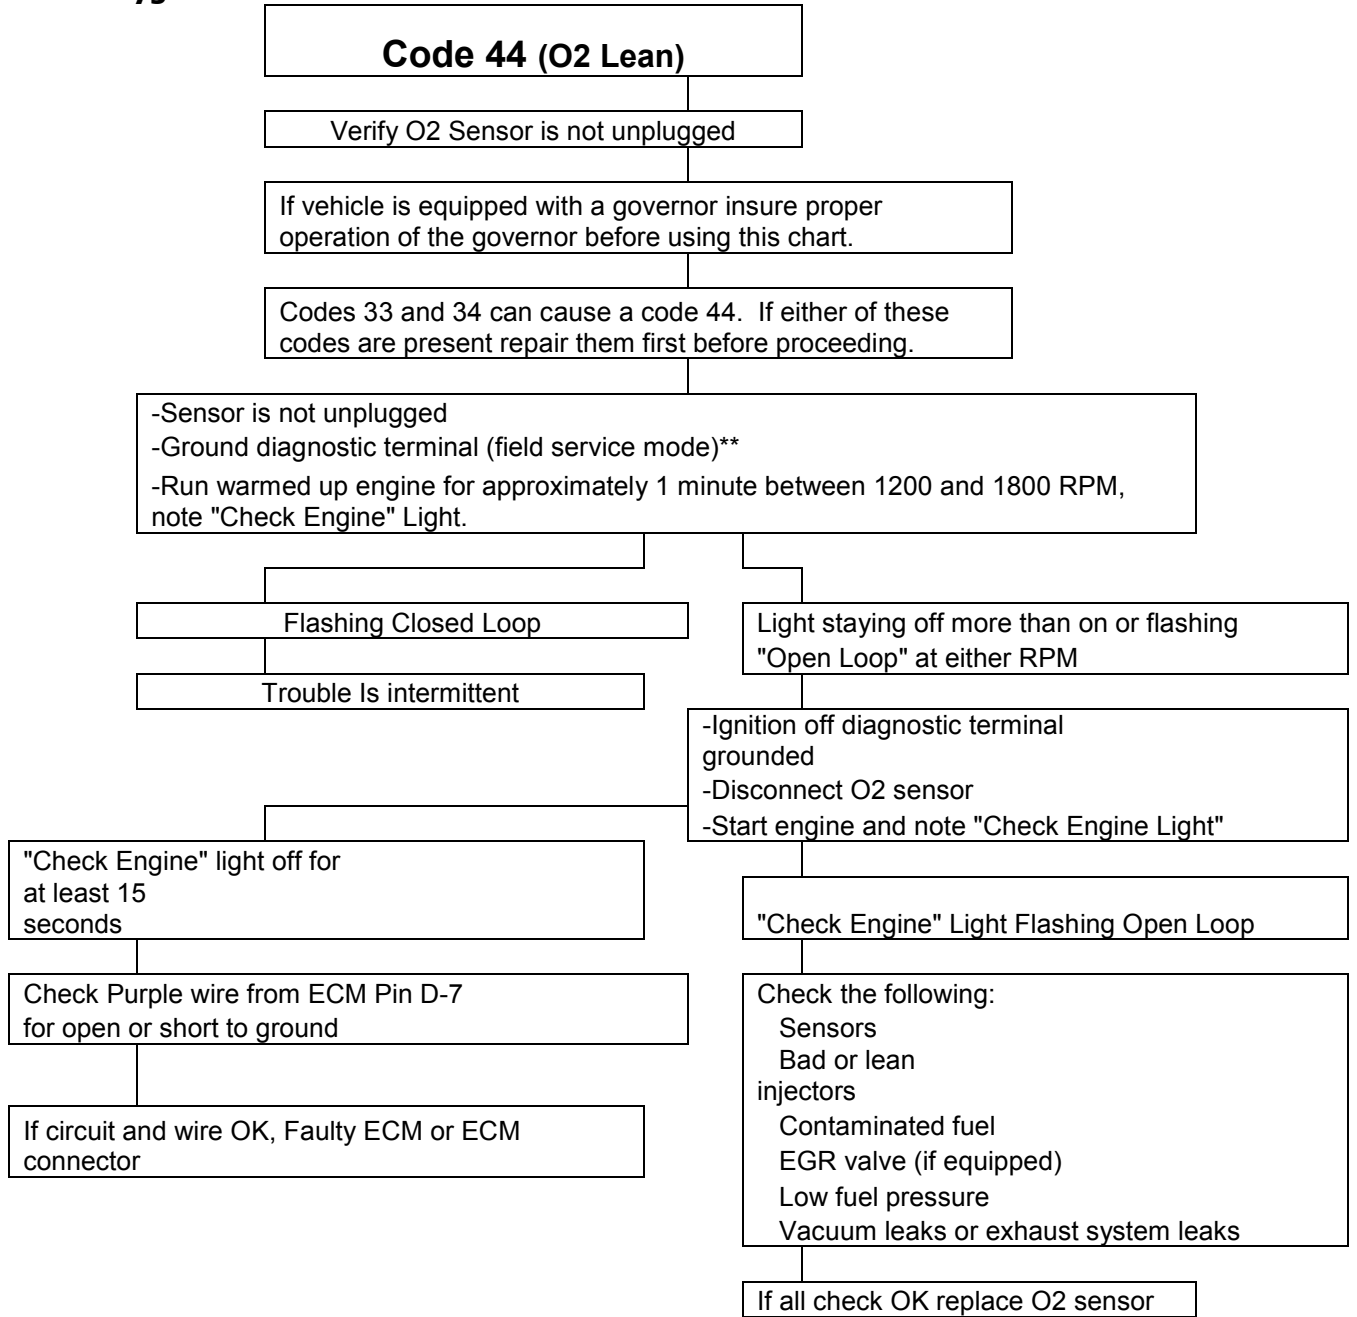 Code 44 (O2 Lean)
Verify O2 Sensor is not unplugged
If vehicle is equipped with a governor insure proper
operation of the governor before using this chart.
Codes 33 and 34 can cause a code 44. If either of these
codes are present repair them first before proceeding.
-Sensor is not unplugged
-Ground diagnostic terminal (field service mode)**
-Run warmed up engine for approximately 1 minute between 1200 and 1800 RPM,
note "Check Engine" Light.
Flashing Closed Loop
Trouble Is intermittent
Light staying off more than on or flashing
"Open Loop" at either RPM
-Ignition off diagnostic terminal
grounded
-Disconnect O2 sensor
-Start engine and note "Check Engine Light"
"Check Engine" light off for
at least 15
seconds
Check Purple wire from ECM Pin D-7
for open or short to ground
If circuit and wire OK, Faulty ECM or ECM
connector
"Check Engine" Light Flashing Open Loop
Check the following:
Sensors
Bad or lean
injectors
Contaminated fuel
EGR valve (if equipped)
Low fuel pressure
Vacuum leaks or exhaust system leaks
If all check OK replace O2 sensor